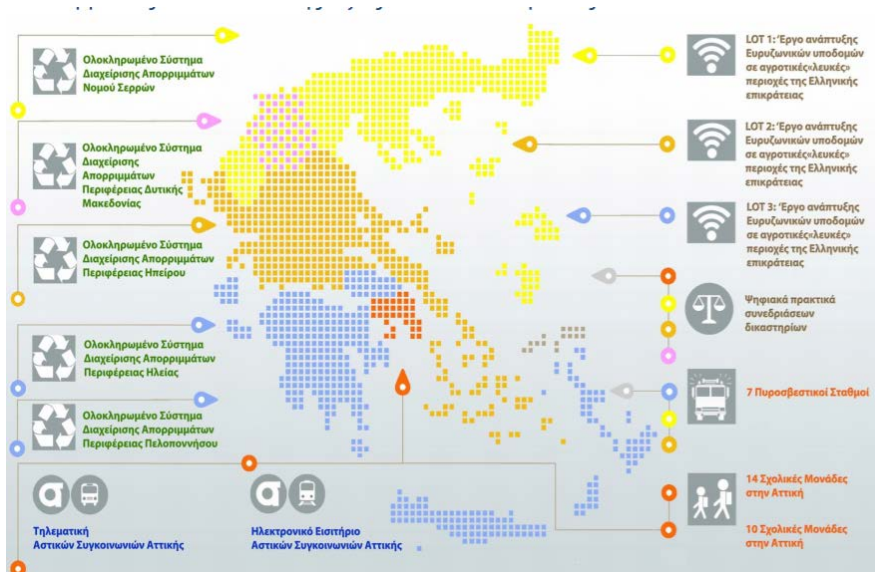 Ολοκληρωμένο Σύστημα
Διαχείρισης Απορριμμάτων
Νομού Σερρών
Ολοκληρωμένο Σύστημα
Διαχείρισης
Απορριμμάτων
Περιφέρειας Δυτικής
Μακεδονίας
Ολοκληρωμένο Σύστημα
Διαχείρισης Απορριμμάτων
Περιφέρειας Ηπείρου
Ολοκληρωμένο Σύστημα
Διαχείρισης Απορριμμάτων
Περιφέρειας Ηλείας
Ολοκληρωμένο Σύστημα
Διαχείρισης Απορριμμάτων
Περιφέρειας Πελοποννήσου
Τηλεματική
Αστικών Συγκοινωνιών Αττικής
Ηλεκτρονικό Εισιτήριο
Αστικών Συγκοινωνιών Αττικής
LOT 1: Έργο ανάπτυξης
Ευρυζωνικών υποδομών
σε αγροτικές«λευκές»
περιοχές της Ελληνικής
επικράτειας
LOT 2: Έργο ανάπτυξης
Ευρυζωνικών υποδομών
σε αγροτικές«λευκές»
περιοχές της Ελληνικής
επικράτειας
LOT 3: Έργο ανάπτυξης
Ευρυζωνικών υποδομών
σε αγροτικές«λευκές»
περιοχές της Ελληνικής
επικράτειας
Ψηφιακά πρακτικά
συνεδριάσεων
δικαστηρίων
7 Πυροσβεστικοί Σταθμοί
14 Σχολικές Μονάδες
στην Αττική
10 Σχολικές Μονάδες
στην Αττική